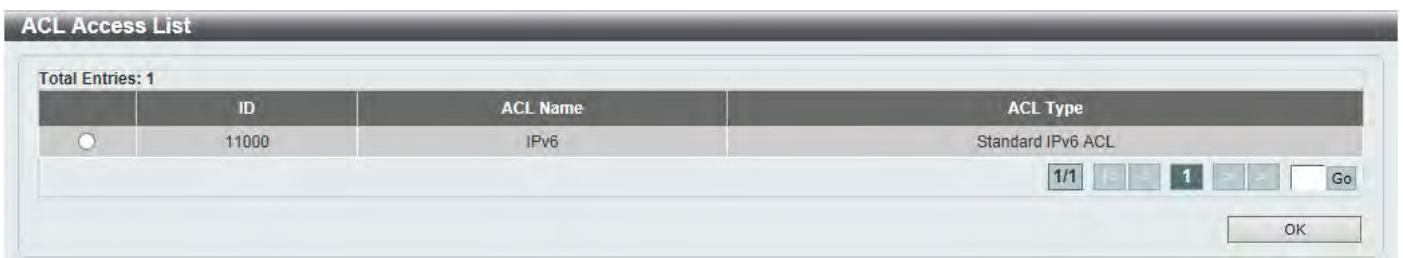 ACL Access List
Total Entries: 1
ID ACL Name ACL Type
11000 IPv6 Standard IPv6 ACL
1/1 |< < 1 > > Go
OK